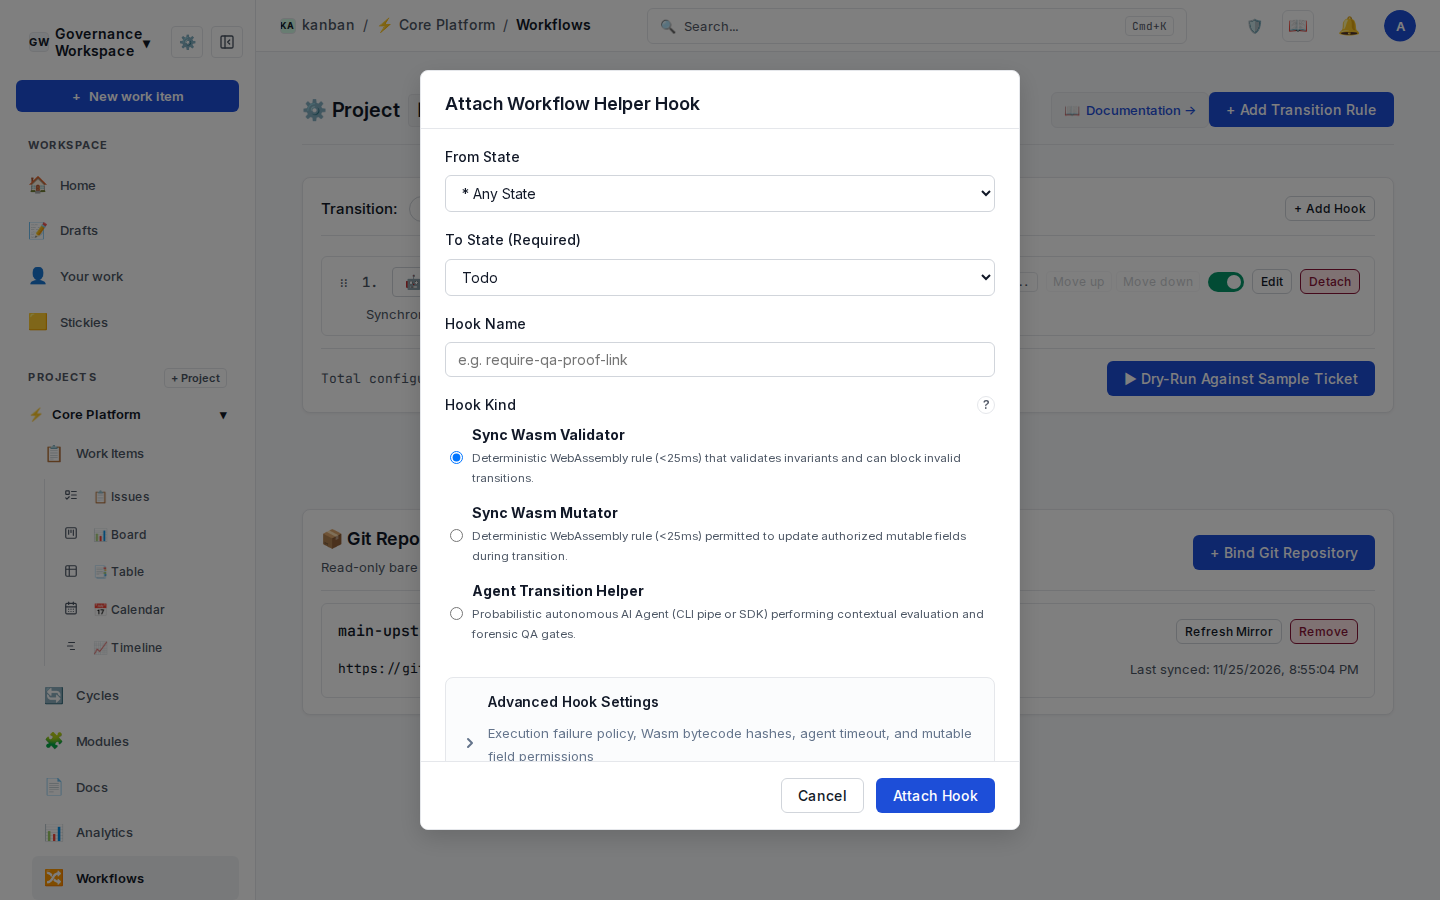 GW Governance Workspace ▾
+ New work item
WORKSPACE
Home
Drafts
Your work
Stickies
PROJECTS
+ Project
Core Platform ▾
Work Items
Issues
Board
Table
Calendar
Timeline
Cycles
Modules
Docs
Analytics
Workflows
KA kanban / Core Platform / Workflows
Search...
Cmd+K
A
Project
Documentation →
+ Add Transition Rule
Transition:
+ Add Hook
1.
Move up
Move down
Edit
Detach
Total
Dry-Run Against Sample Ticket
Git
Read-only bare
+ Bind Git Repository
Refresh Mirror
Remove
Last synced: 11/25/2026, 8:55:04 PM
Attach Workflow Helper Hook
From State
* Any State
To State (Required)
Todo
Hook Name
e.g. require-qa-proof-link
Hook Kind
?
Sync Wasm Validator
Deterministic WebAssembly rule (<25ms) that validates invariants and can block invalid
transitions.
Sync Wasm Mutator
Deterministic WebAssembly rule (<25ms) permitted to update authorized mutable fields
during transition.
Agent Transition Helper
Probabilistic autonomous AI Agent (CLI pipe or SDK) performing contextual evaluation and
forensic QA gates.
Advanced Hook Settings
Execution failure policy, Wasm bytecode hashes, agent timeout, and mutable
field permissions
Cancel
Attach Hook